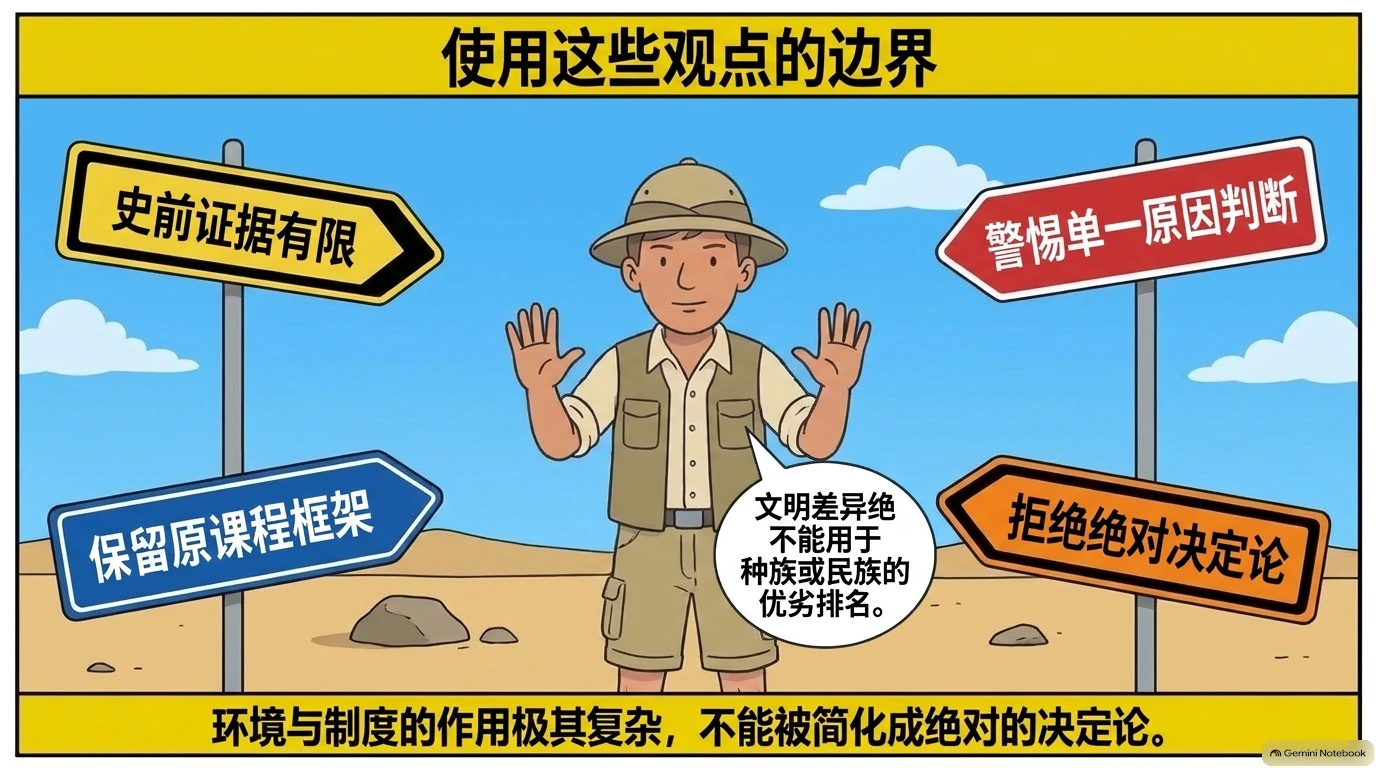 使用这些观点的边界
史前证据有限
警惕单一原因判断
保留原课程框架
拒绝绝对决定论
文明差异绝
不能用于
种族或民族的
优劣排名。
环境与制度的作用极其复杂，不能被简化成绝对的决定论。
Gemini Notebook